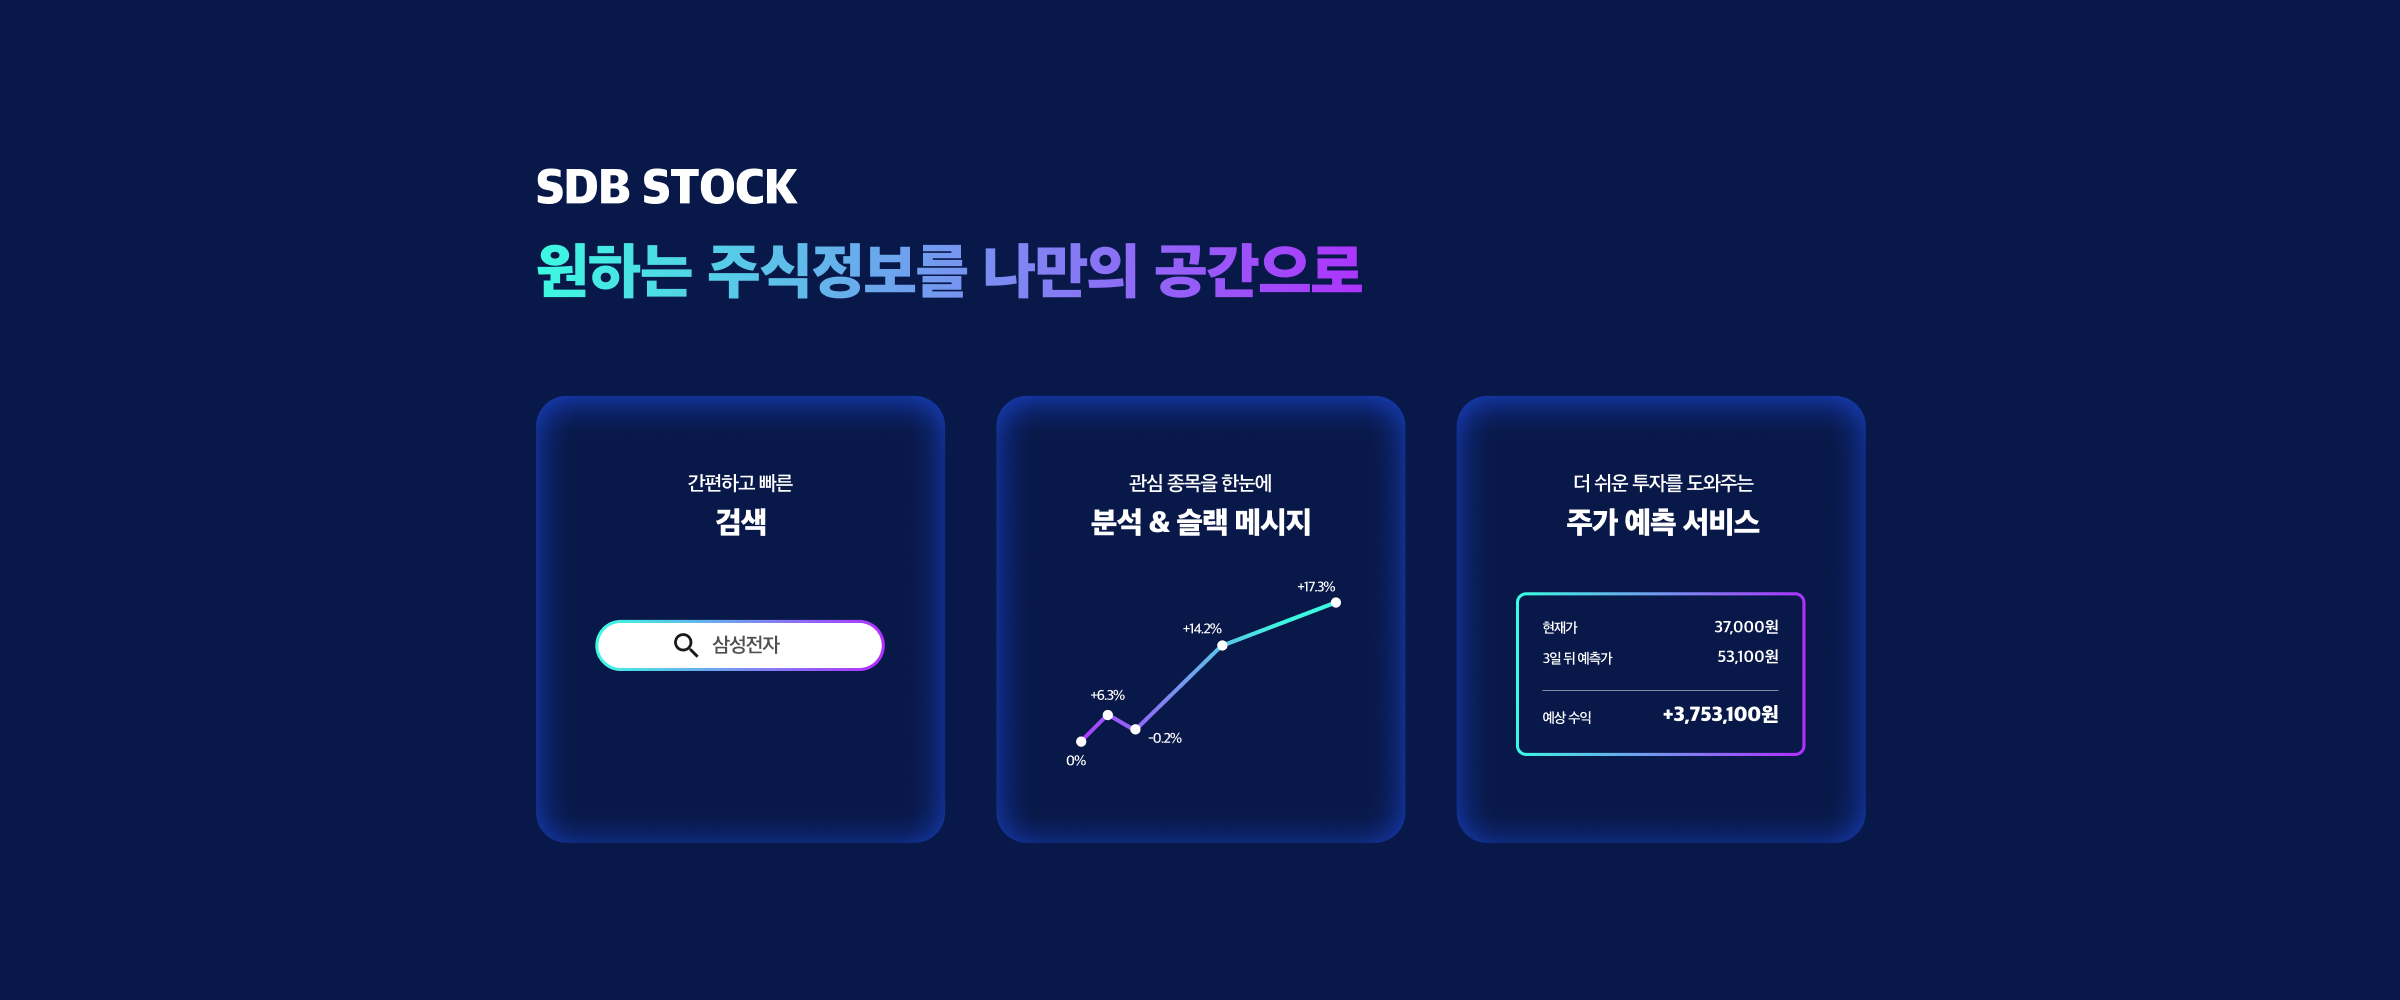 SDB STOCK
원하는 주식정보를 나만의 공간으로
간편하고 빠른
검색
삼성전자
관심 종목을 한눈에
분석 & 슬랙 메시지
+17.3%
+14.2%
+6.3%
-0.2%
0%
더 쉬운 투자를 도와주는
주가 예측 서비스
현재가 37,000원
3일 뒤 예측가 53,100원
예상 수익 +3,753,100원